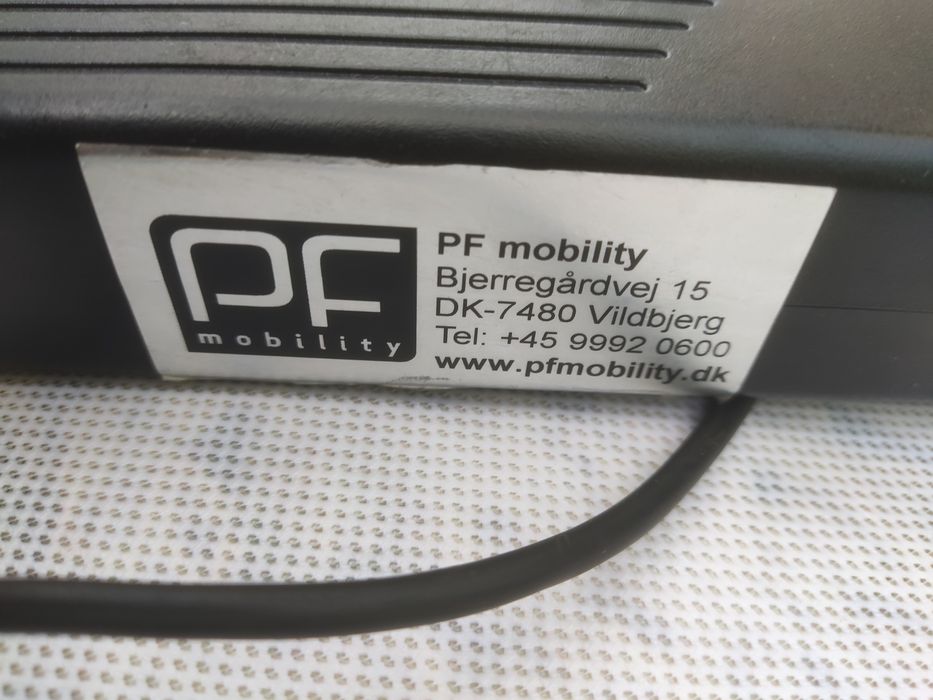 PF
mobility
PF mobility
Bjerregårdvej 15
DK-7480 Vildbjerg
Tel: +45 9992 0600
www.pfmobility.dk